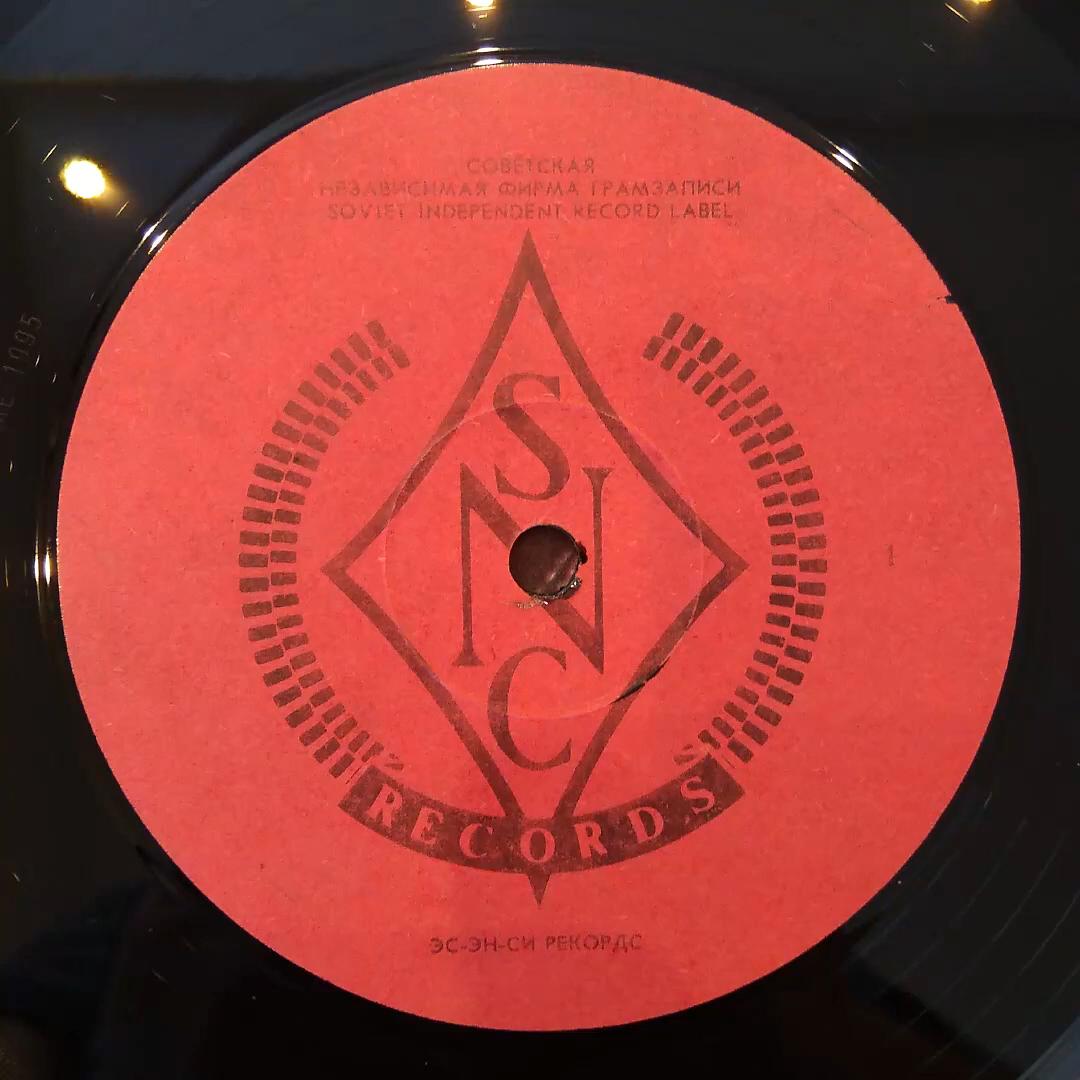 СОВЕТСКАЯ
НЕЗАВИСИМАЯ ФИРМА ГРАМЗАПИСИ
SOVIET INDEPENDENT RECORD LABEL
S
N
C
RECORDS
1
ЭС-ЭН-СИ РЕКОРДС